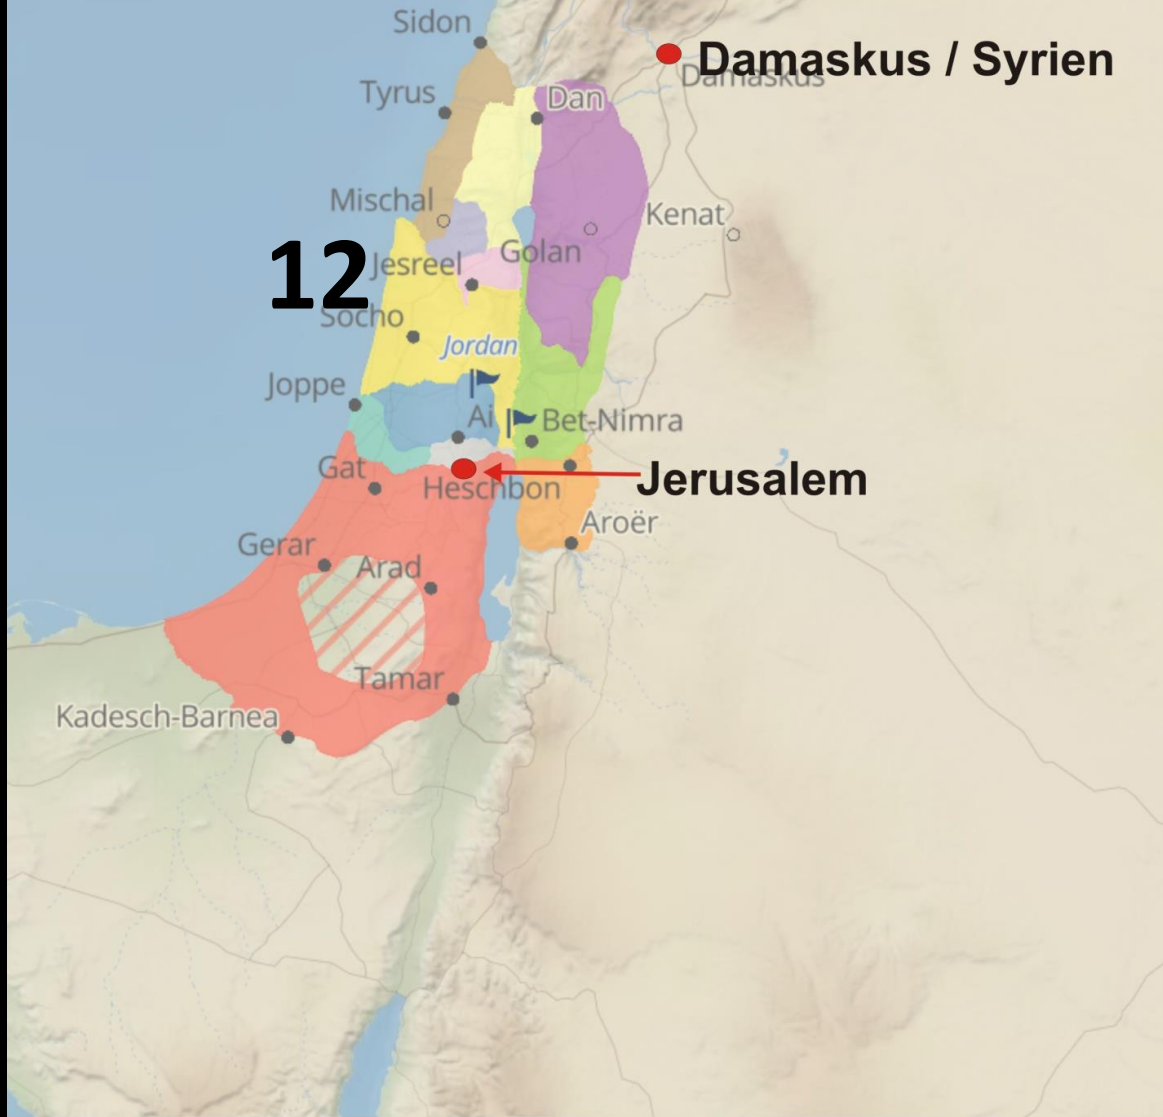 Sidon
Damaskus / Syrien
Damaskus
Tyrus
Dan
Mischal
Kenat
12
Golan
Jesreel
Socho
Jordan
Joppe
Ai
Bet-Nimra
Gat
Jerusalem
Heschbon
Aroër
Gerar
Arad
Tamar
Kadesch-Barnea